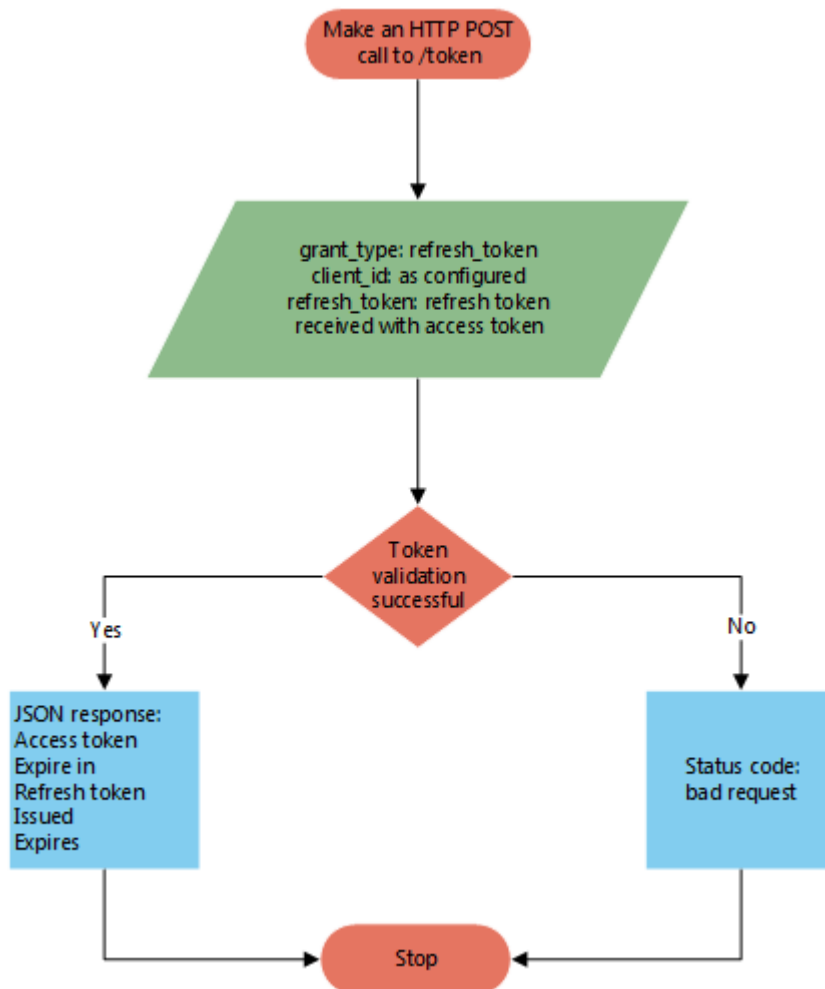 Make an HTTP POST
call to /token
grant_type: refresh_token
client_id: as configured
refresh_token: refresh token
received with access token
Token
validation
successful
Yes
No
JSON response:
Access token
Expire in
Refresh token
Issued
Expires
Status code:
bad request
Stop